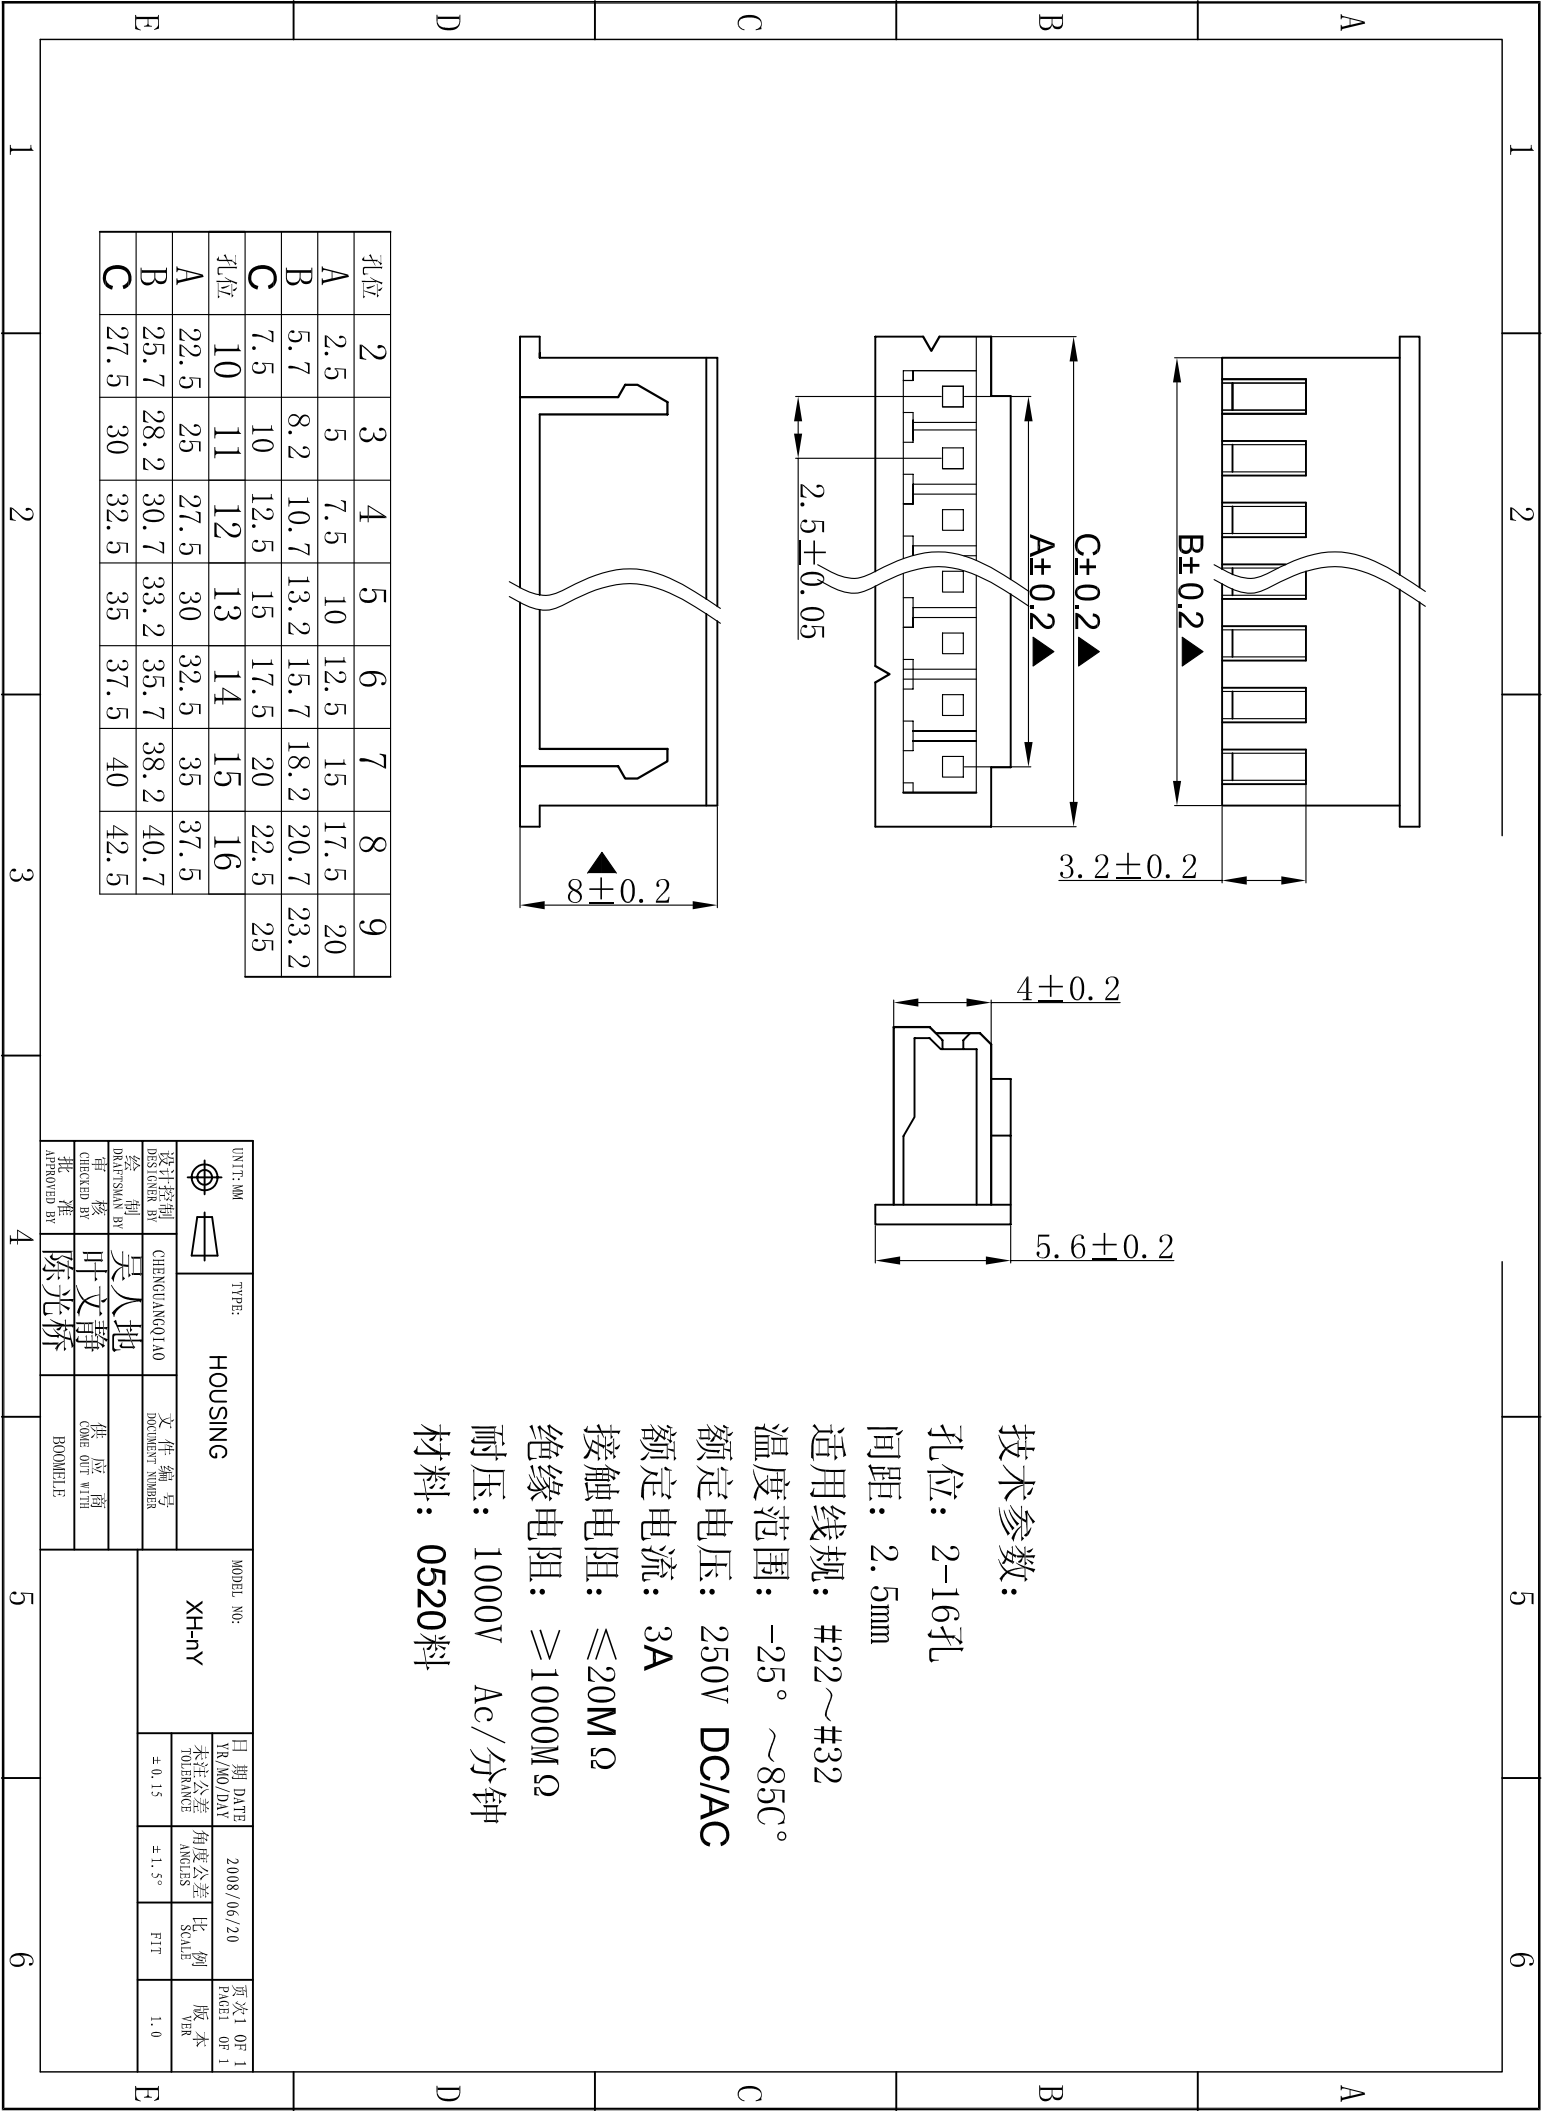 1 2 5 6
A B C D E
B±0.2▲
3.2±0.2
C±0.2▲
A±0.2▲
2.5±0.05
4±0.2
5.6±0.2
▲
8±0.2
技术参数:
孔位: 2-16孔
间距: 2.5mm
适用线规: #22～#32
温度范围: -25° ～85C°
额定电压: 250V DC/AC
额定电流: 3A
接触电阻: ≤20MΩ
绝缘电阻: ≥1000MΩ
耐压: 1000V Ac/分钟
材料: 0520料
孔位 2 3 4 5 6 7 8 9
A 2.5 5 7.5 10 12.5 15 17.5 20
B 5.7 8.2 10.7 13.2 15.7 18.2 20.7 23.2
C 7.5 10 12.5 15 17.5 20 22.5 25
孔位 10 11 12 13 14 15 16
A 22.5 25 27.5 30 32.5 35 37.5
B 25.7 28.2 30.7 33.2 35.7 38.2 40.7
C 27.5 30 32.5 35 37.5 40 42.5
UNIT:MM
TYPE:
HOUSING
MODEL NO:
XH-nY
日 期 DATE
YR/MO/DAY
2008/06/20
页次1 OF 1
PAGE1 OF 1
未注公差
TOLERANCE
角度公差
ANGLES
比 例
SCALE
版 本
VER
±0.15 ±1.5° FIT 1.0
设计控制
DESIGNER BY
CHENGUANGQIAO
文 件 编 号
DOCUMENT NUMBER
绘 制
DRAFTSMAN BY
吴人地
审 核
CHECKED BY
叶文静
供 应 商
COME OUT WITH
批 准
APPROVED BY
陈光桥
BOOMELE
A B C D E
1 2 3 4 5 6